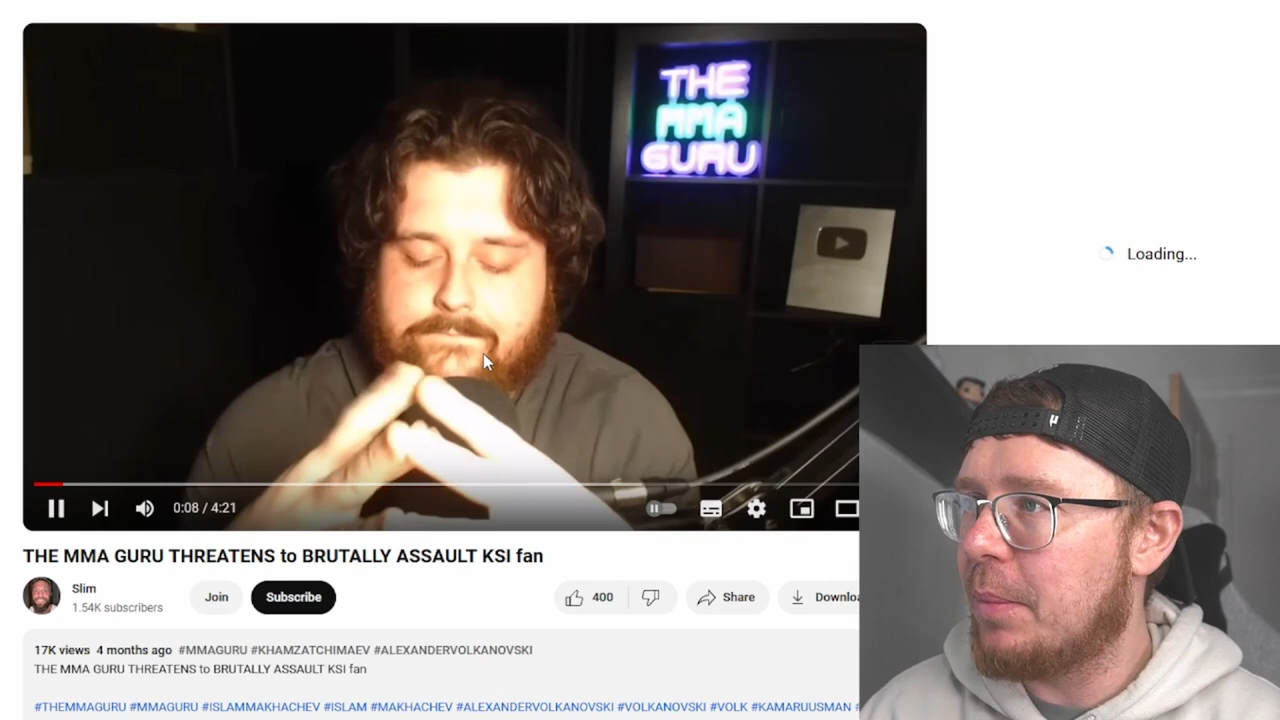 THE
MMA
GURU
Loading...
0:08 / 4:21
THE MMA GURU THREATENS to BRUTALLY ASSAULT KSI fan
Slim
1.54K subscribers
Join
Subscribe
400
Share
Downloa
17K views 4 months ago #MMAGURU #KHAMZATCHIMAEV #ALEXANDERVOLKANOVSKI
THE MMA GURU THREATENS to BRUTALLY ASSAULT KSI fan
#THEMMAGURU #MMAGURU #ISLAMMAKHACHEV #ISLAM #MAKHACHEV #ALEXANDERVOLKANOVSKI #VOLKANOVSKI #VOLK #KAMARUUSMAN #